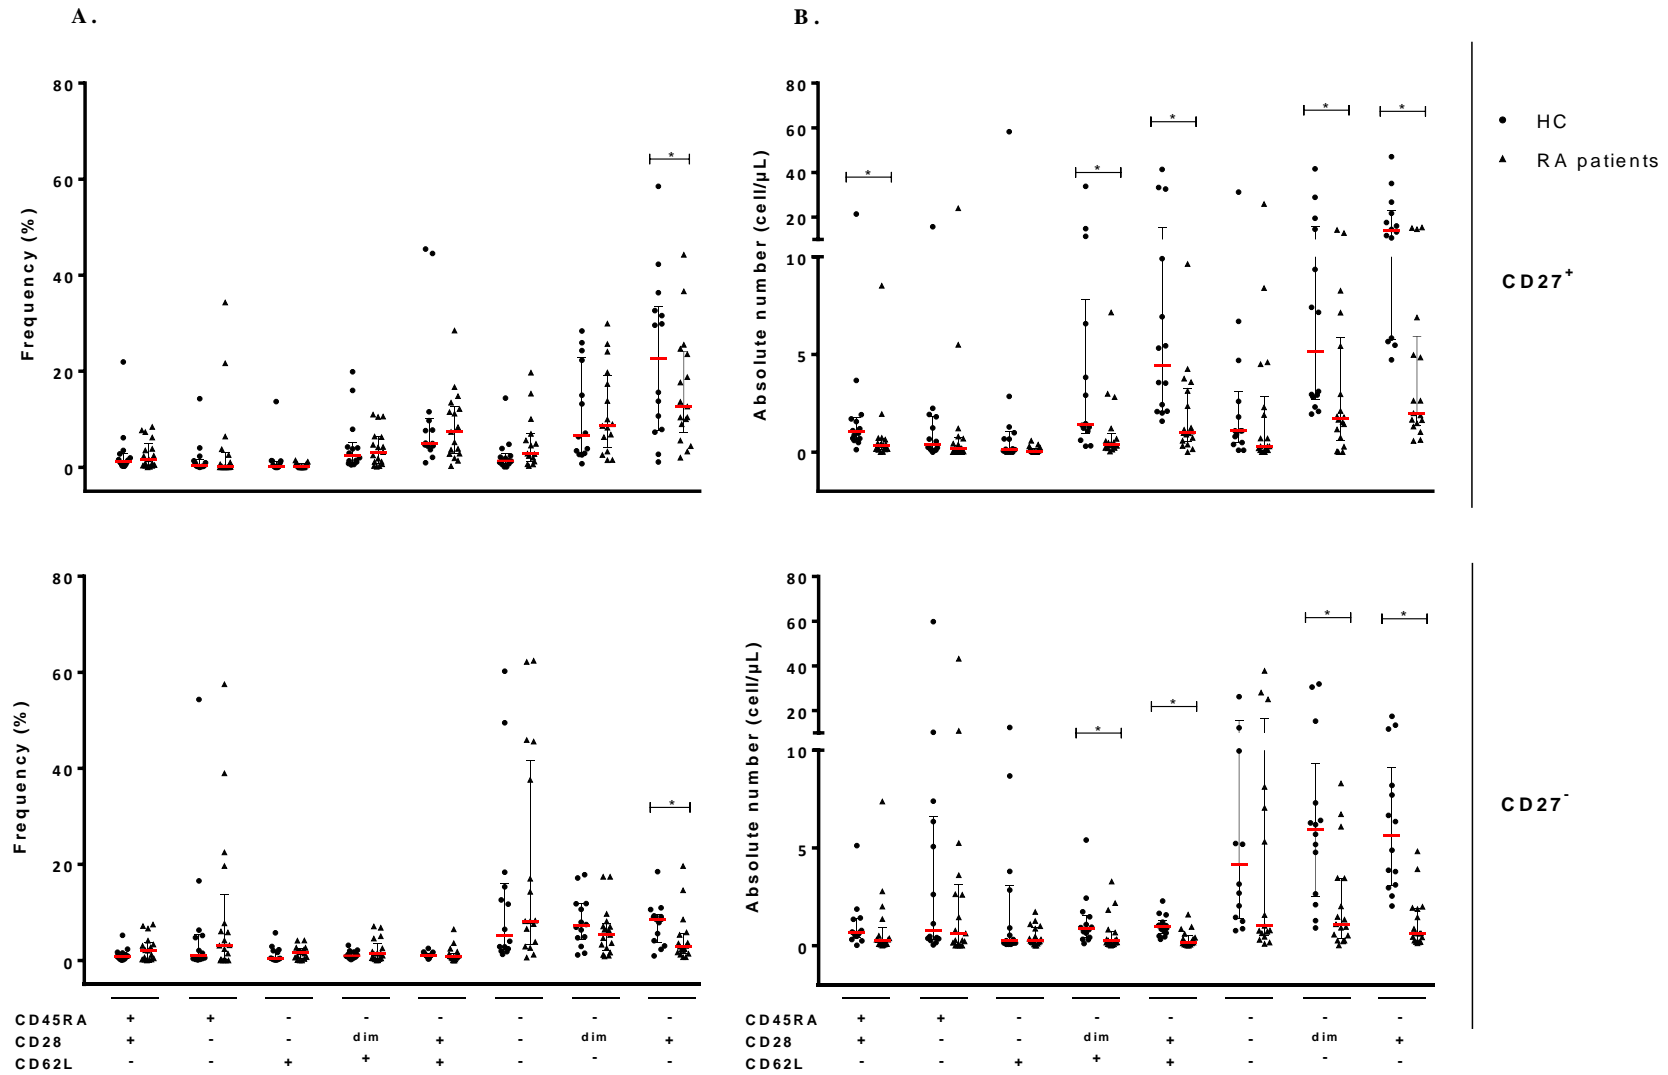 A. B.
80 80
* * *
60 60
* HC
* * RA patients
40 40
20 20
10
5
0 0
Frequency (%) Absolute number (cell/µL) CD27+
80 80
60 60
* *
40 40
*
20 20
* *
10
5
0 0
Frequency (%) Absolute number (cell/µL) CD27-
CD45RA + + - - - - - - CD45RA + + - - - - - -
CD28 + - - dim + - dim + CD28 + - - dim + - dim +
CD62L - - + + + - - - CD62L - - + + + - - -